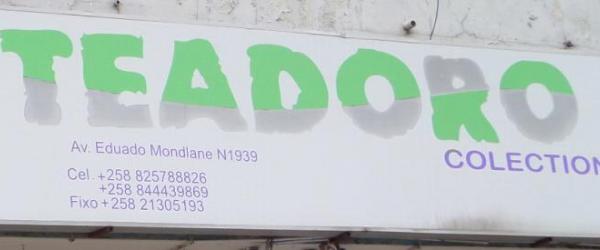 TEADORO
COLECTION
Av. Eduado Mondlane N1939
Cel. +258 825788826
+258 844439869
Fixo +258 21305193